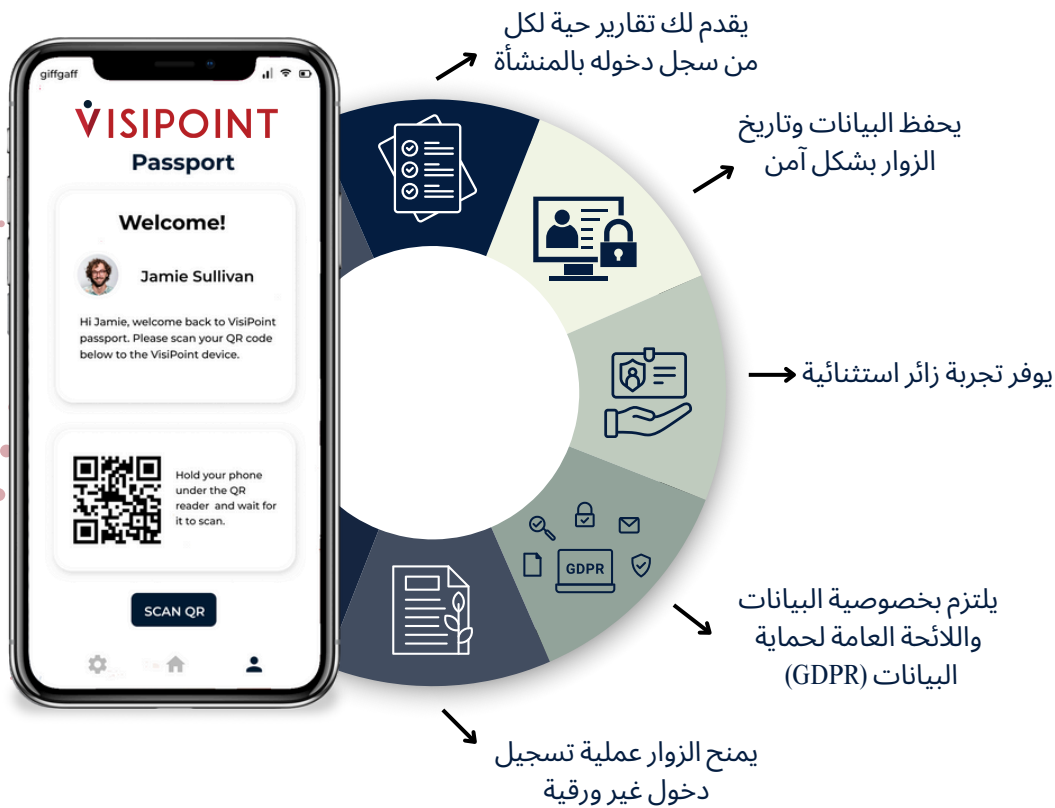 giffgaff
VISIPOINT
Passport
Welcome!
Jamie Sullivan
Hi Jamie, welcome back to VisiPoint
passport. Please scan your QR code
below to the VisiPoint device.
Hold your phone
under the QR
reader and wait for
it to scan.
SCAN QR
يقدم لك تقارير حية لكل
من سجل دخوله بالمنشأة
يحفظ البيانات وتاريخ
الزوار بشكل آمن
يوفر تجربة زائر استثنائية
GDPR
يلتزم بخصوصية البيانات
واللائحة العامة لحماية
البيانات (GDPR)
يمنح الزوار عملية تسجيل
دخول غير ورقية